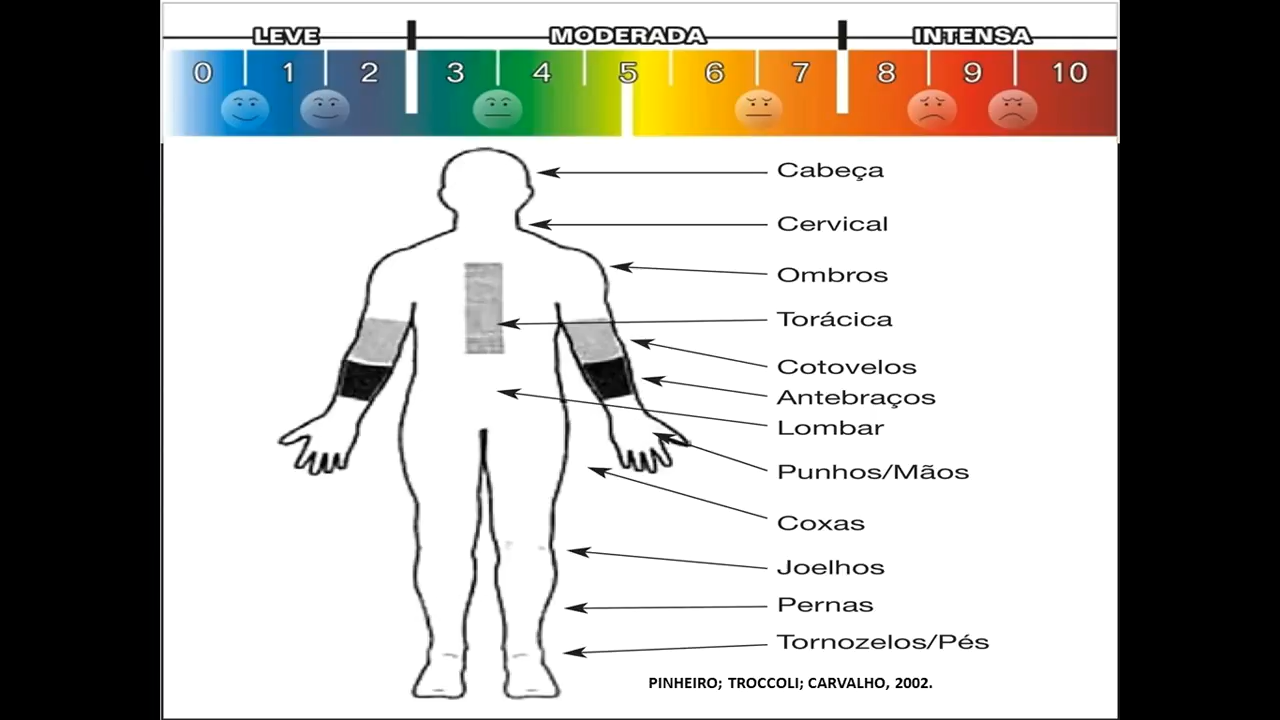 LEVE MODERADA INTENSA
0 1 2 3 4 5 6 7 8 9 10
Cabeça
Cervical
Ombros
Torácica
Cotovelos
Antebraços
Lombar
Punhos/Mãos
Coxas
Joelhos
Pernas
Tornozelos/Pés
PINHEIRO; TROCCOLI; CARVALHO, 2002.